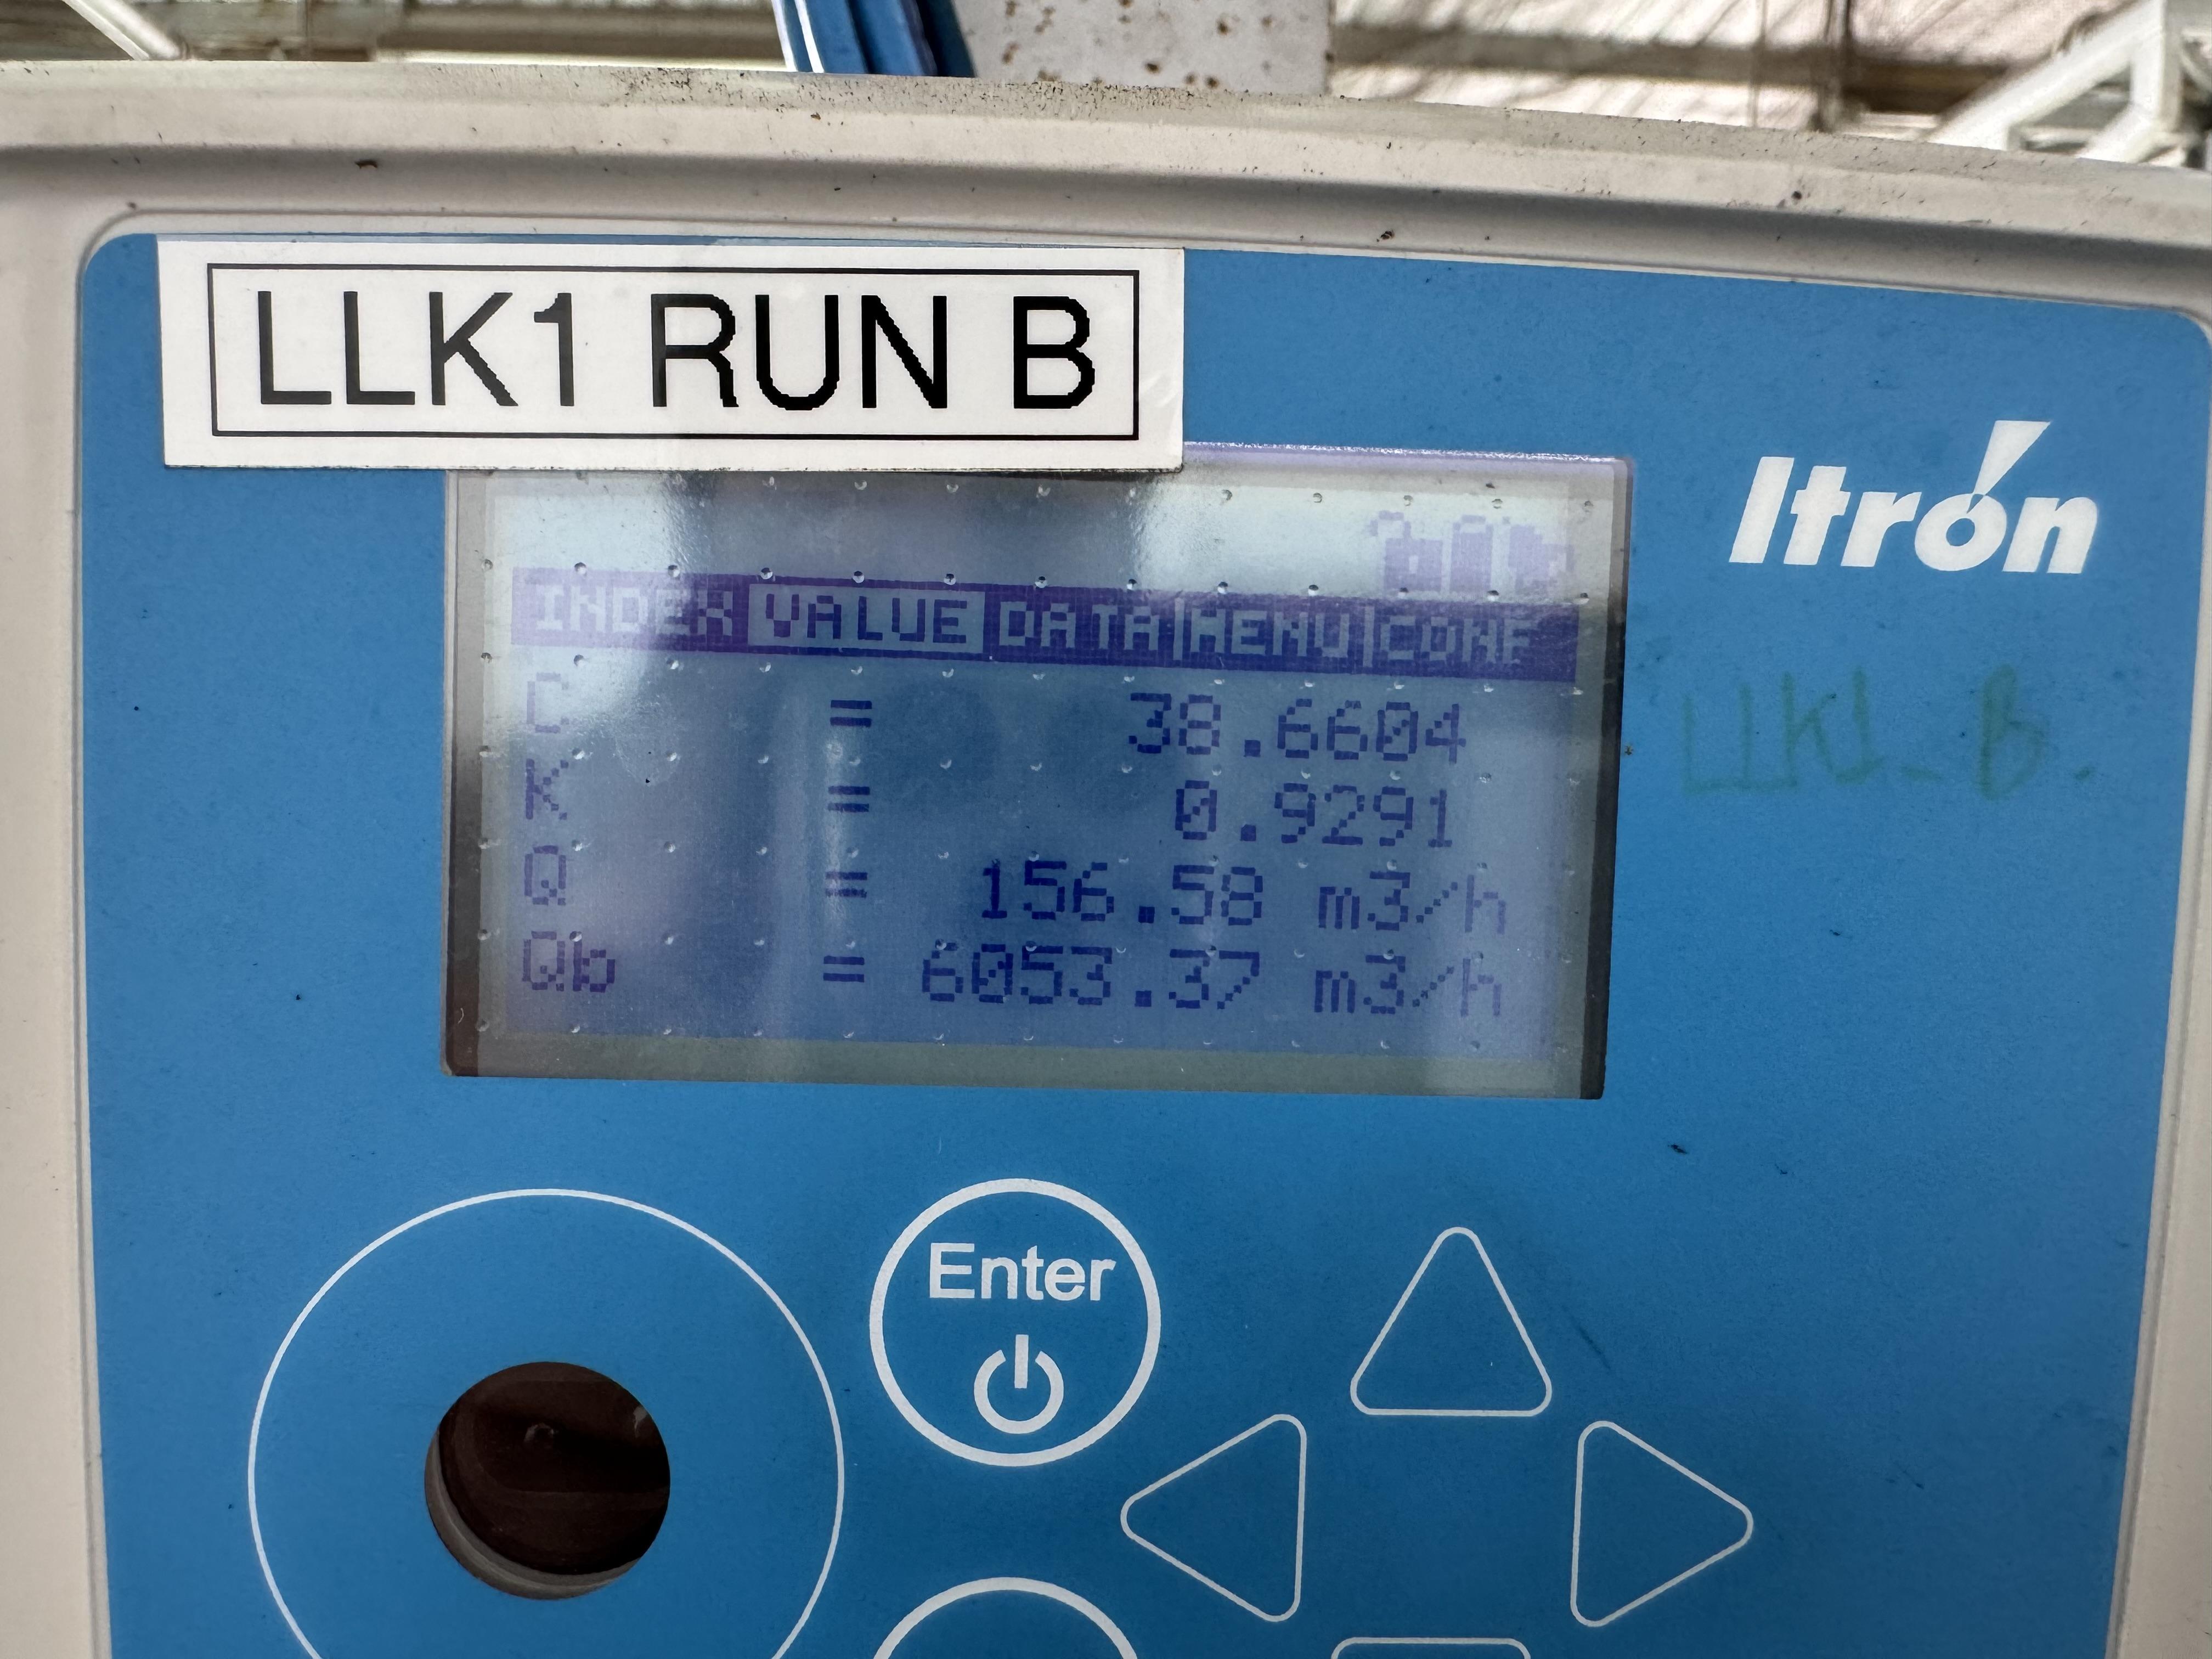 LLK1 RUN B
Itron
INDEX VALUE DATA|MENU|CONF
C = 38.6604
K = 0.9291
Q = 156.58 m3/h
Qb = 6053.37 m3/h
LLK1-B.
Enter